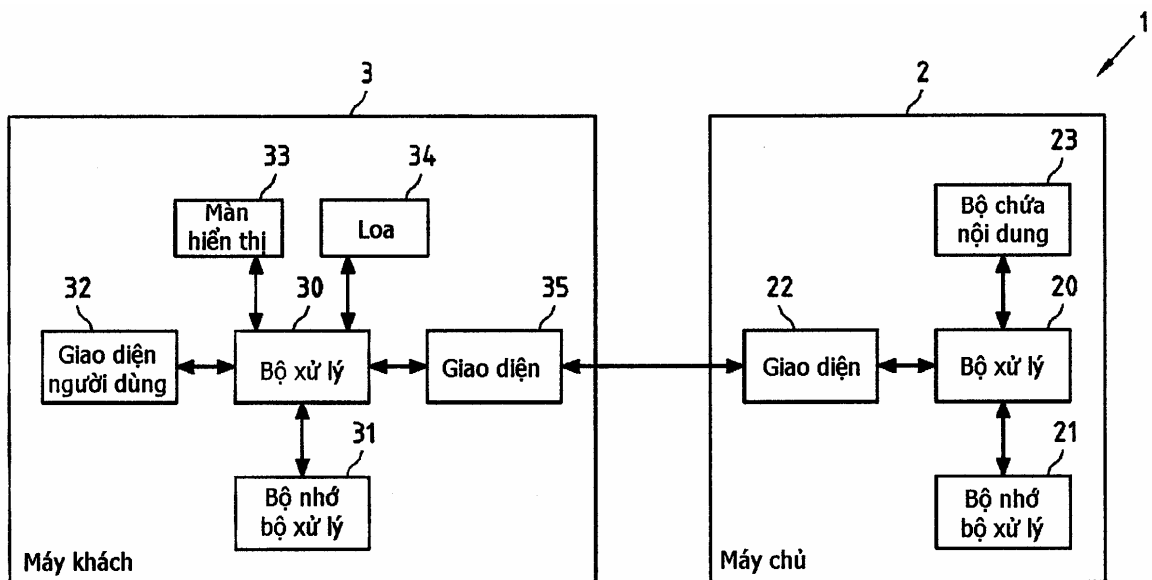 1
3
2
33
34
23
Màn
hiển thị
Loa
Bộ chứa
nội dung
32
30
35
22
20
Giao diện
người dùng
Bộ xử lý
Giao diện
Giao diện
Bộ xử lý
31
21
Bộ nhớ
bộ xử lý
Bộ nhớ
bộ xử lý
Máy khách
Máy chủ